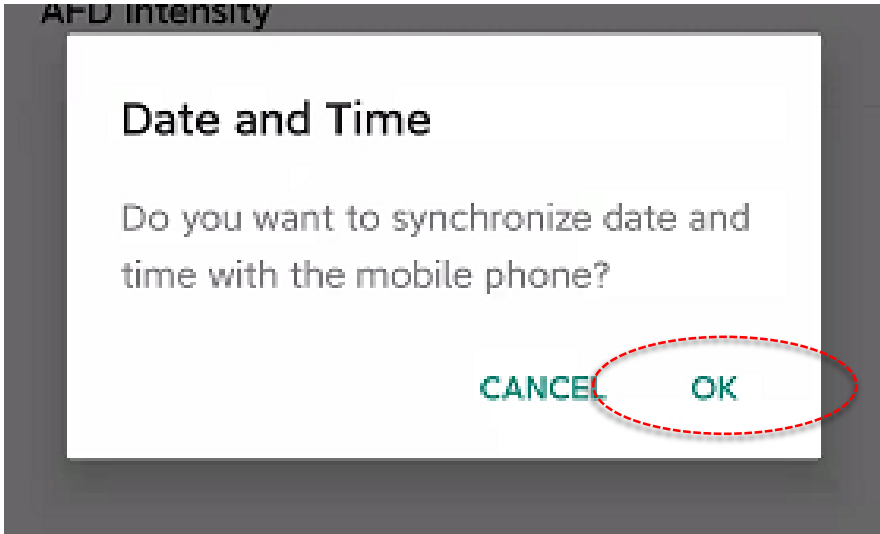 AFD Intensity
Date and Time
Do you want to synchronize date and
time with the mobile phone?
CANCEL OK